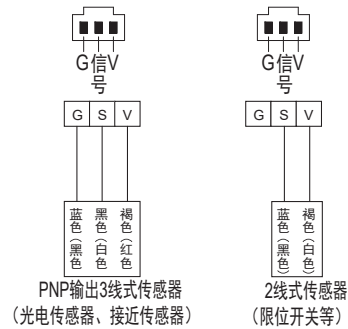 G信V
号
G信V
号
G S V
G S V
蓝色（黑色
黑色（白色
褐色（红色
蓝色（黑色）
褐色（白色）
PNP输出3线式传感器
（光电传感器、接近传感器）
2线式传感器
（限位开关等）